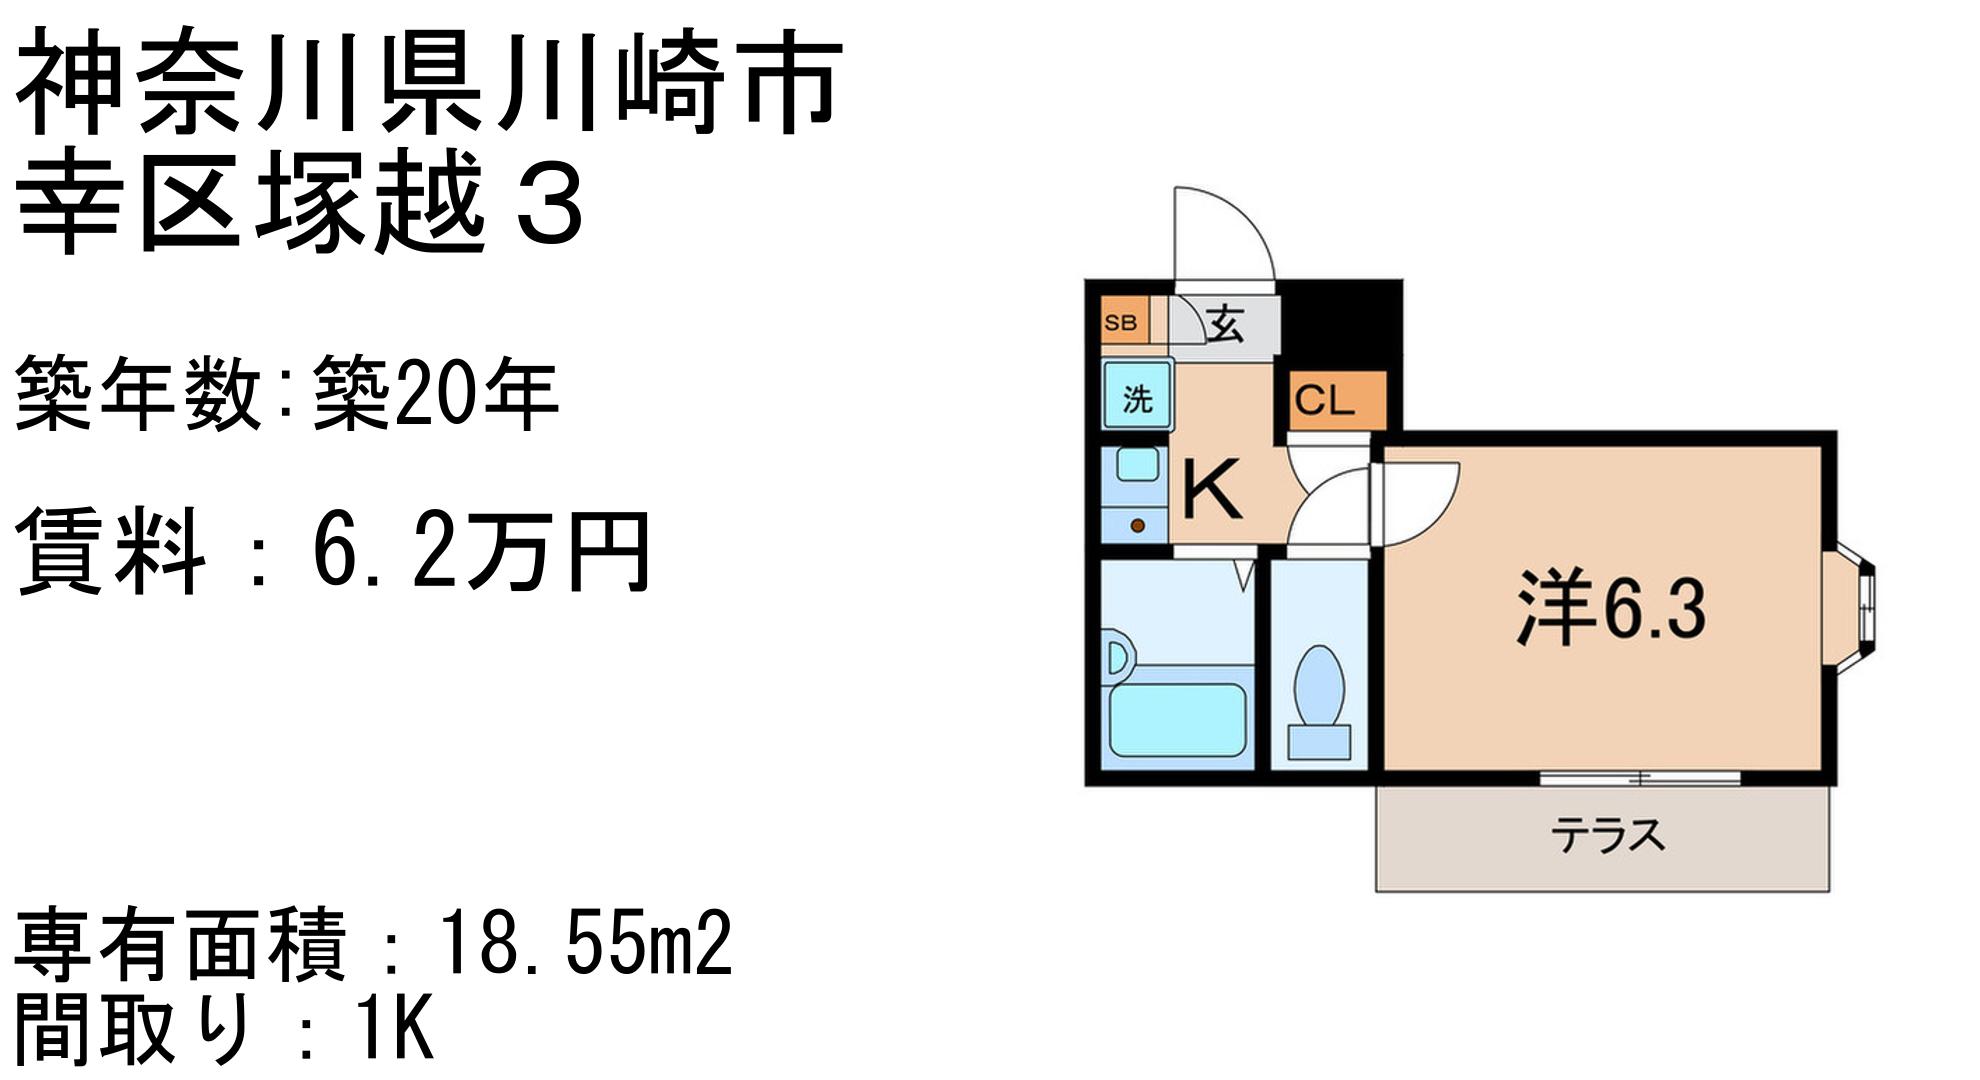 神奈川県川崎市
幸区塚越３
築年数:築20年
賃料：6.2万円
専有面積：18.55m2
間取り：1K
SB
玄
洗
CL
K
洋6.3
テラス